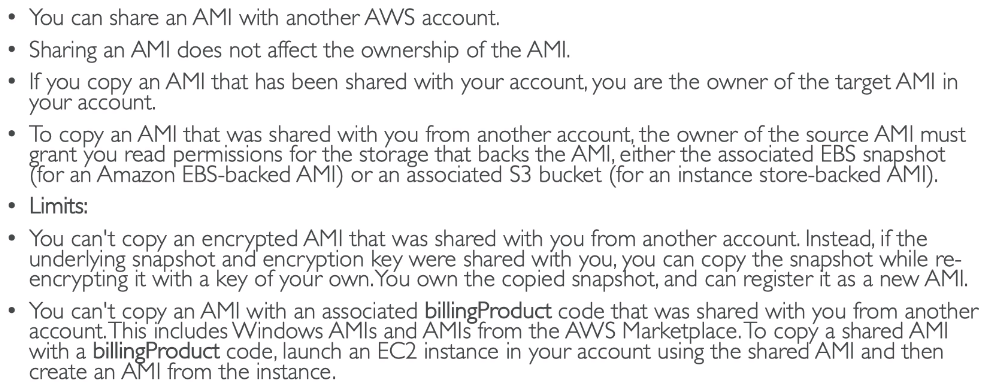 • You can share an AMI with another AWS account.
• Sharing an AMI does not affect the ownership of the AMI.
• If you copy an AMI that has been shared with your account, you are the owner of the target AMI in
your account.
• To copy an AMI that was shared with you from another account, the owner of the source AMI must
grant you read permissions for the storage that backs the AMI, either the associated EBS snapshot
(for an Amazon EBS-backed AMI) or an associated S3 bucket (for an instance store-backed AMI).
• Limits:
• You can't copy an encrypted AMI that was shared with you from another account. Instead, if the
underlying snapshot and encryption key were shared with you, you can copy the snapshot while re-
encrypting it with a key of your own. You own the copied snapshot, and can register it as a new AMI.
• You can't copy an AMI with an associated billingProduct code that was shared with you from another
account. This includes Windows AMIs and AMIs from the AWS Marketplace. To copy a shared AMI
with a billingProduct code, launch an EC2 instance in your account using the shared AMI and then
create an AMI from the instance.